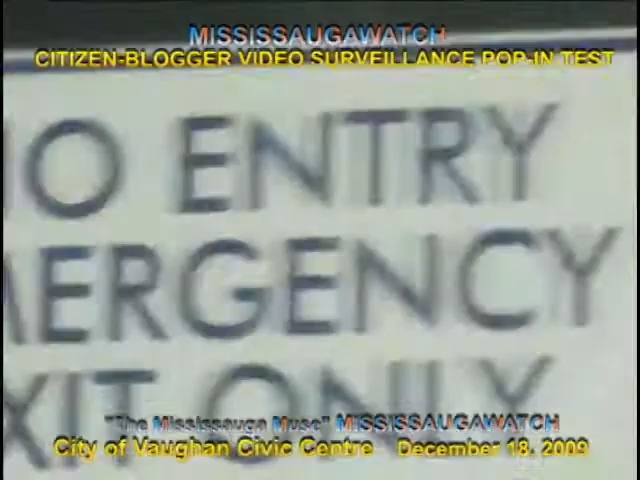 MISSISSAUGAWATCH
CITIZEN-BLOGGER VIDEO SURVEILLANCE POP-IN TEST
O ENTRY
MERGENCY
XIT ONLY
"The Mississauga Muse" MISSISSAUGAWATCH
City of Vaughan Civic Centre December 18, 2009